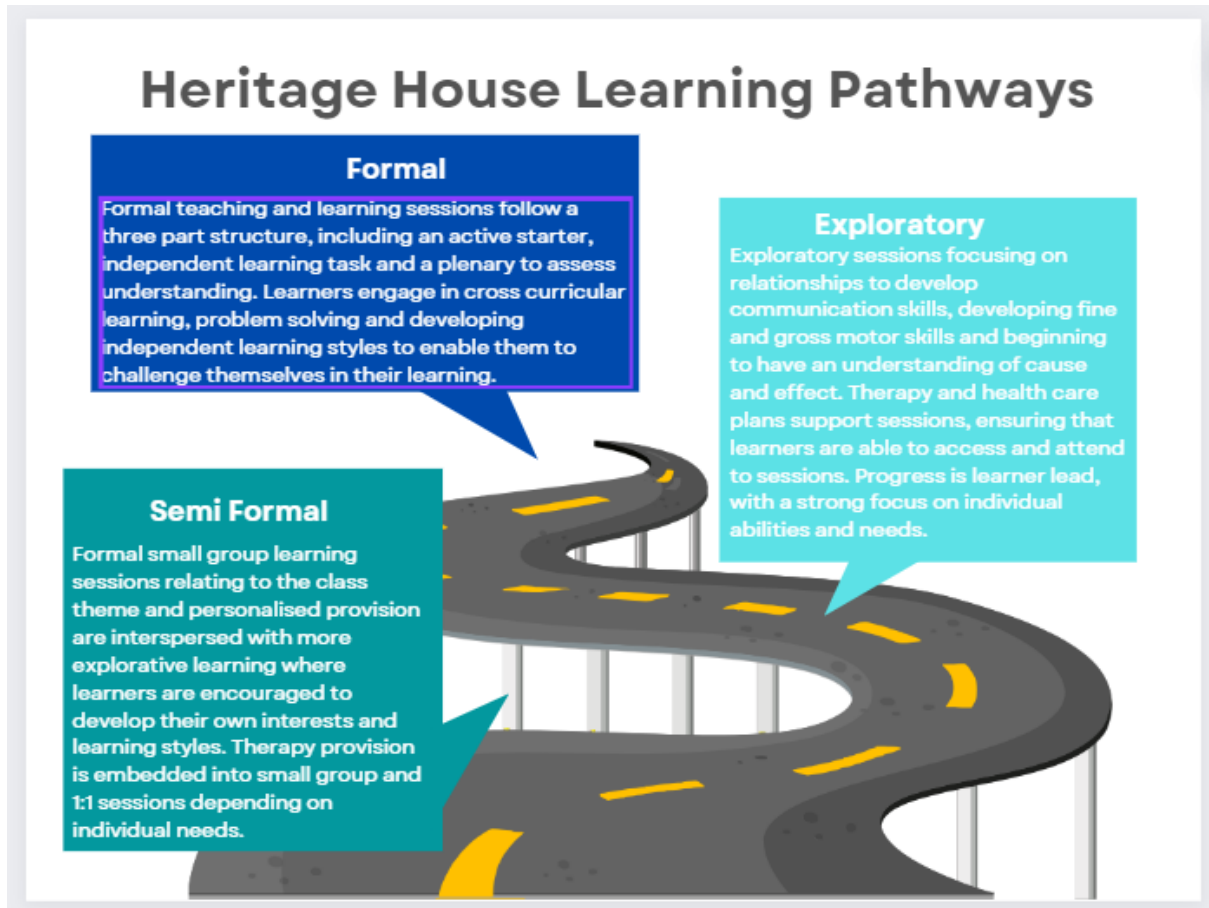 Heritage House Learning Pathways
Formal
Formal teaching and learning sessions follow a
three part structure, including an active starter,
independent learning task and a plenary to assess
understanding. Learners engage in cross curricular
learning, problem solving and developing
independent learning styles to enable them to
challenge themselves in their learning.
Exploratory
Exploratory sessions focusing on
relationships to develop
communication skills, developing fine
and gross motor skills and beginning
to have an understanding of cause
and effect. Therapy and health care
plans support sessions, ensuring that
learners are able to access and attend
to sessions. Progress is learner lead,
with a strong focus on individual
abilities and needs.
Semi Formal
Formal small group learning
sessions relating to the class
theme and personalised provision
are interspersed with more
explorative learning where
learners are encouraged to
develop their own interests and
learning styles. Therapy provision
is embedded into small group and
1:1 sessions depending on
individual needs.